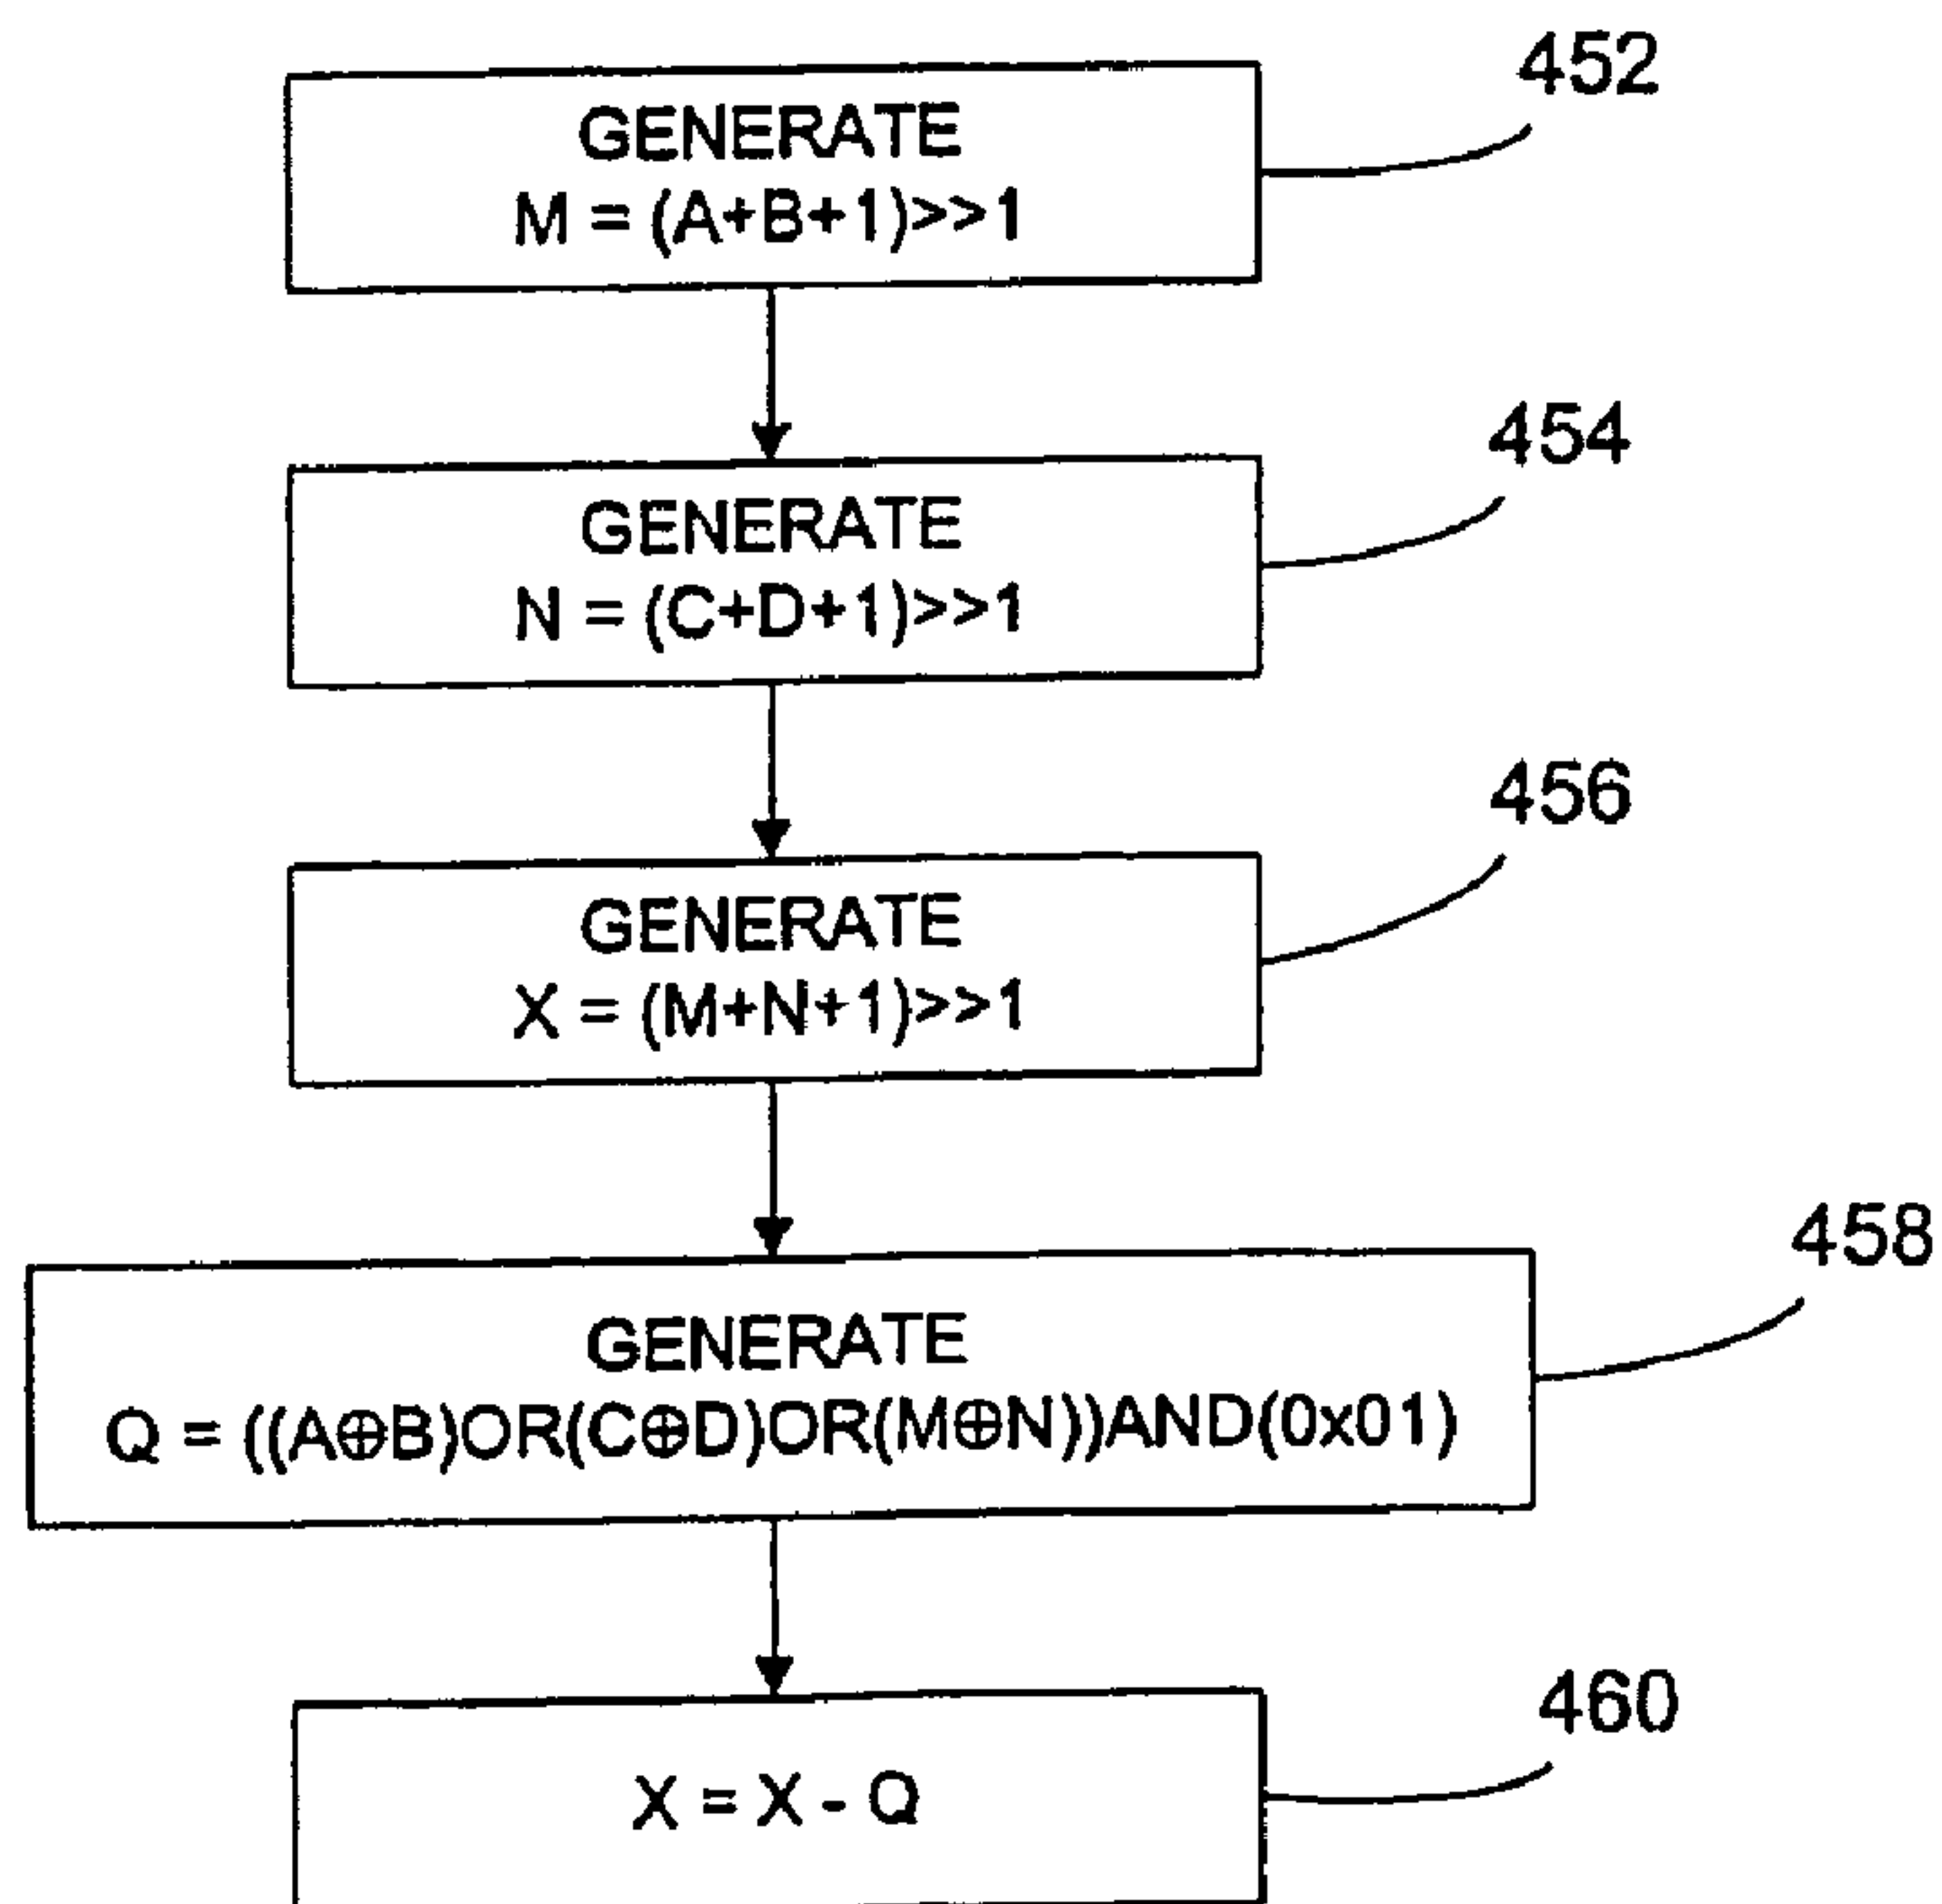 452
GENERATE
M = (A+B+1)>>1
454
GENERATE
N = (C+D+1)>>1
456
GENERATE
X = (M+N+1)>>1
458
GENERATE
Q = ((A⊕B)OR(C⊕D)OR(M⊕N))AND(0x01)
460
X = X - Q